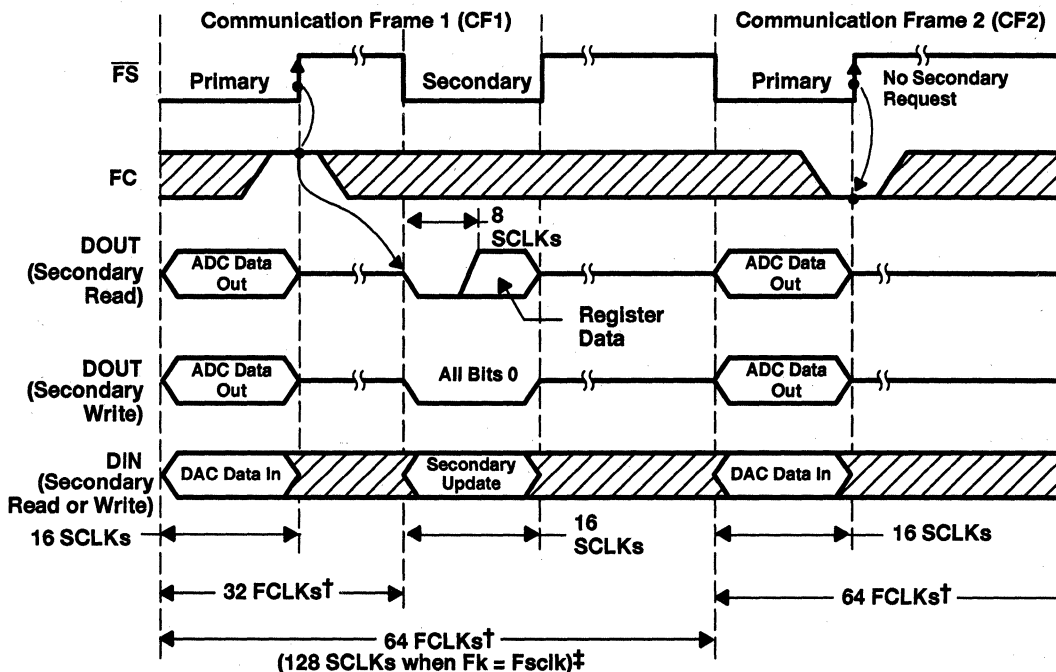 Communication Frame 1 (CF1)
Communication Frame 2 (CF2)
FS
Primary
Secondary
Primary
No Secondary
Request
FC
8
SCLKs
DOUT
(Secondary
Read)
ADC Data
Out
ADC Data
Out
Register
Data
DOUT
(Secondary
Write)
ADC Data
Out
All Bits 0
ADC Data
Out
DIN
(Secondary
Read or Write)
DAC Data In
Secondary
Update
DAC Data In
16 SCLKs
16
SCLKs
16 SCLKs
32 FCLKs†
64 FCLKs†
64 FCLKs†
(128 SCLKs when Fk = Fsclk)‡